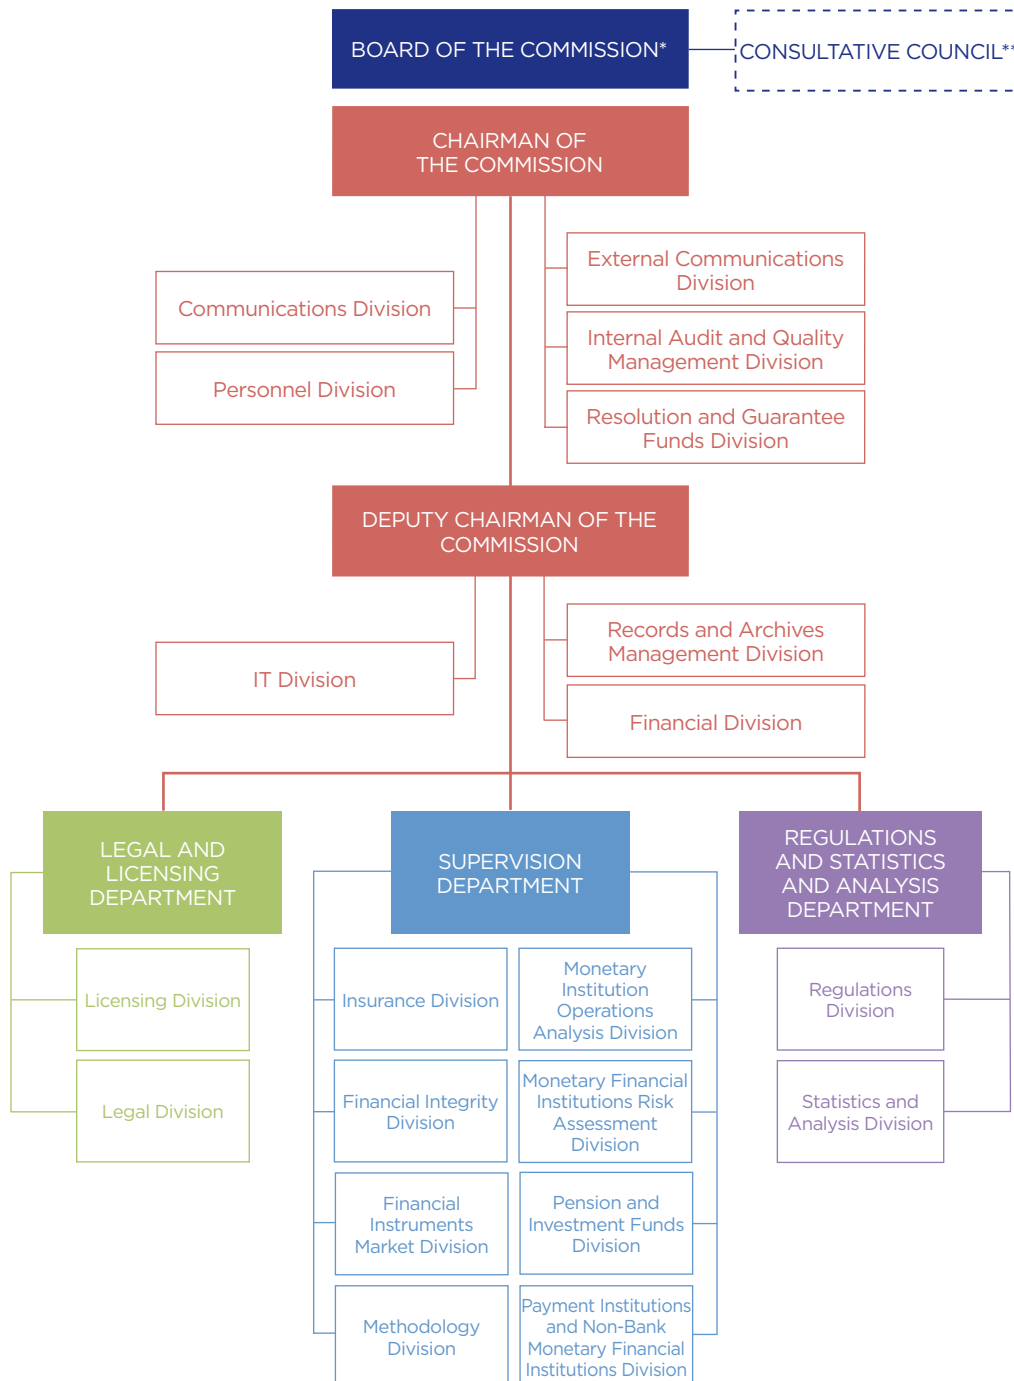 BOARD OF THE COMMISSION*
CONSULTATIVE COUNCIL**
CHAIRMAN OF
THE COMMISSION
Communications Division
Personnel Division
External Communications
Division
Internal Audit and Quality
Management Division
Resolution and Guarantee
Funds Division
DEPUTY CHAIRMAN OF THE
COMMISSION
IT Division
Records and Archives
Management Division
Financial Division
LEGAL AND
LICENSING
DEPARTMENT
Licensing Division
Legal Division
SUPERVISION
DEPARTMENT
Insurance Division
Financial Integrity
Division
Financial
Instruments
Market Division
Methodology
Division
Monetary
Institution
Operations
Analysis Division
Monetary Financial
Institutions Risk
Assessment
Division
Pension and
Investment Funds
Division
Payment Institutions
and Non-Bank
Monetary Financial
Institutions Division
REGULATIONS
AND STATISTICS
AND ANALYSIS
DEPARTMENT
Regulations
Division
Statistics and
Analysis Division